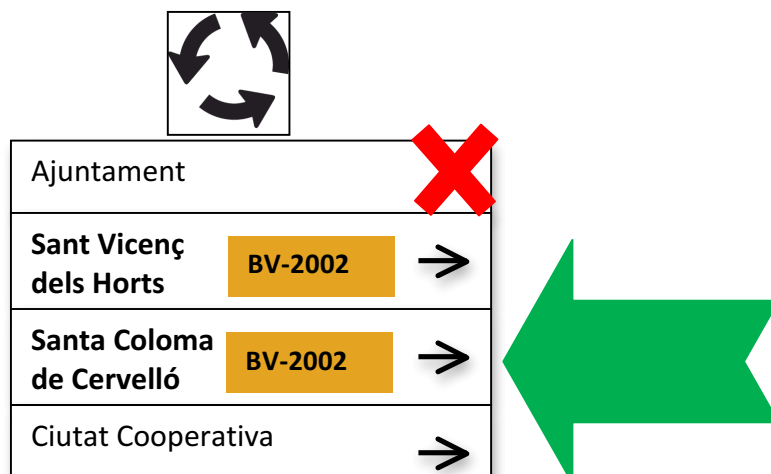 Ajuntament
Sant Vicenç
dels Horts
BV-2002
Santa Coloma
de Cervelló
BV-2002
Ciutat Cooperativa